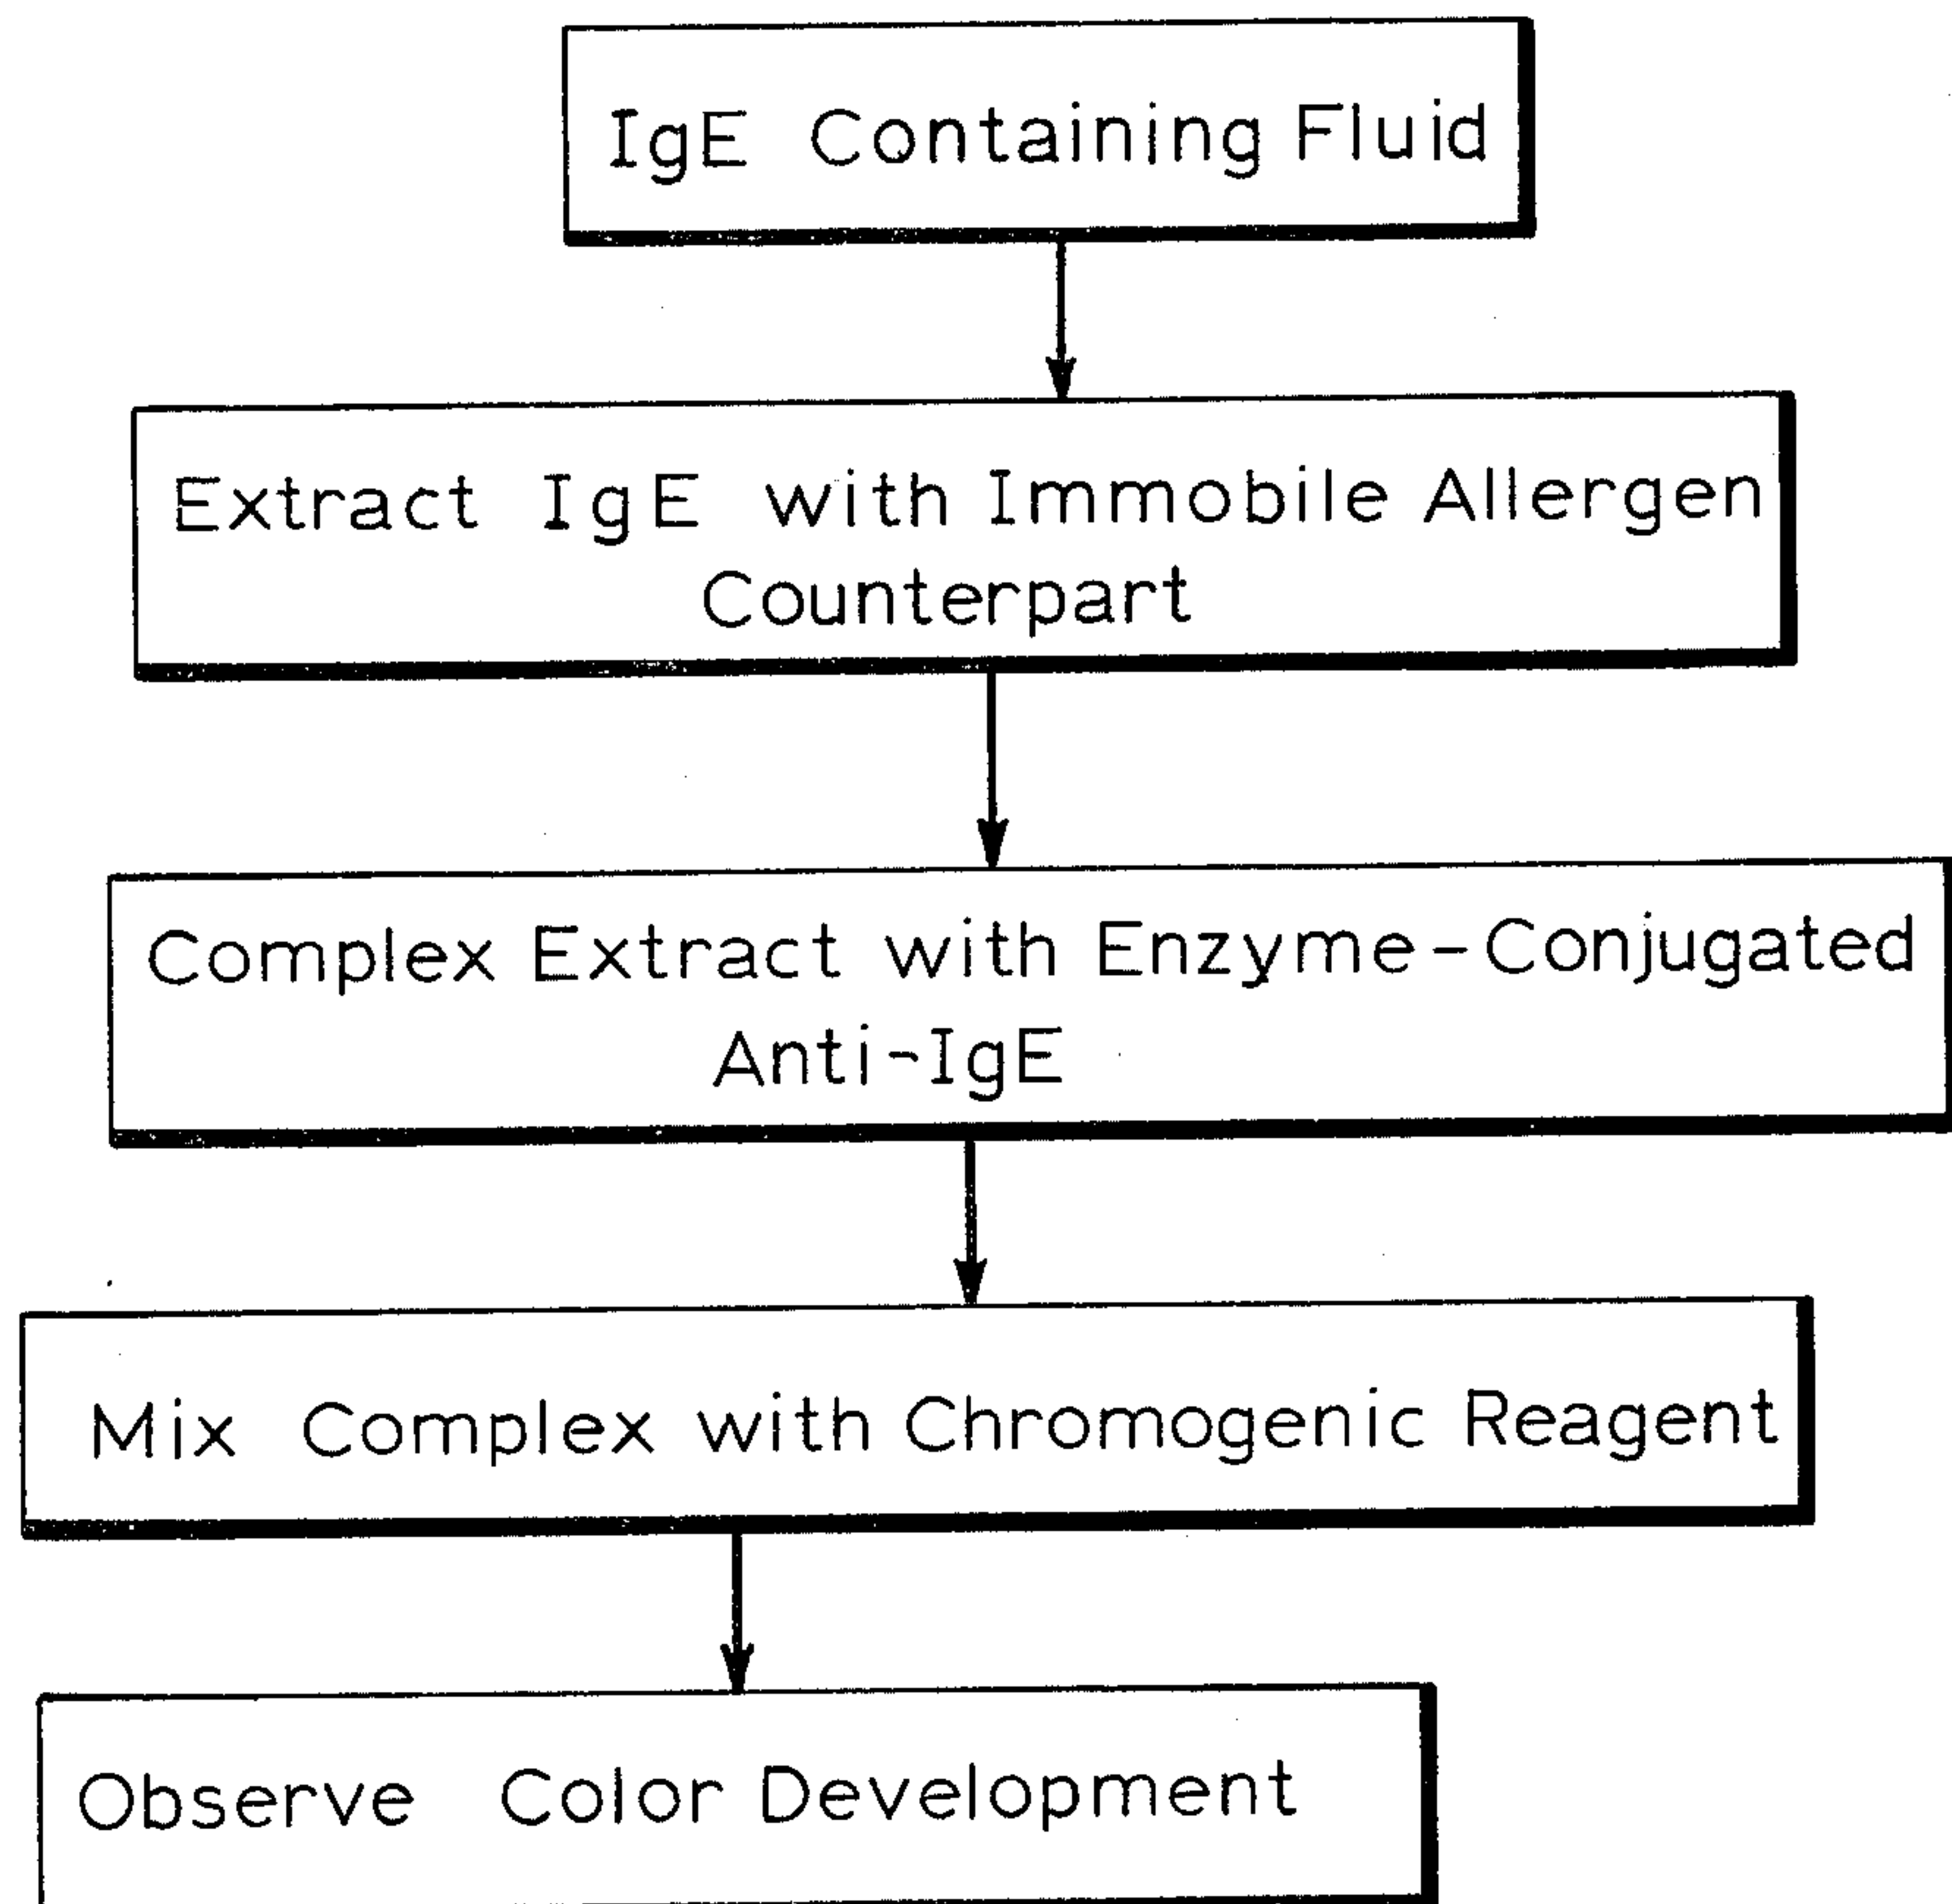 IgE Containing Fluid
Extract IgE with Immobile Allergen
Counterpart
Complex Extract with Enzyme-Conjugated
Anti-IgE
Mix Complex with Chromogenic Reagent
Observe Color Development